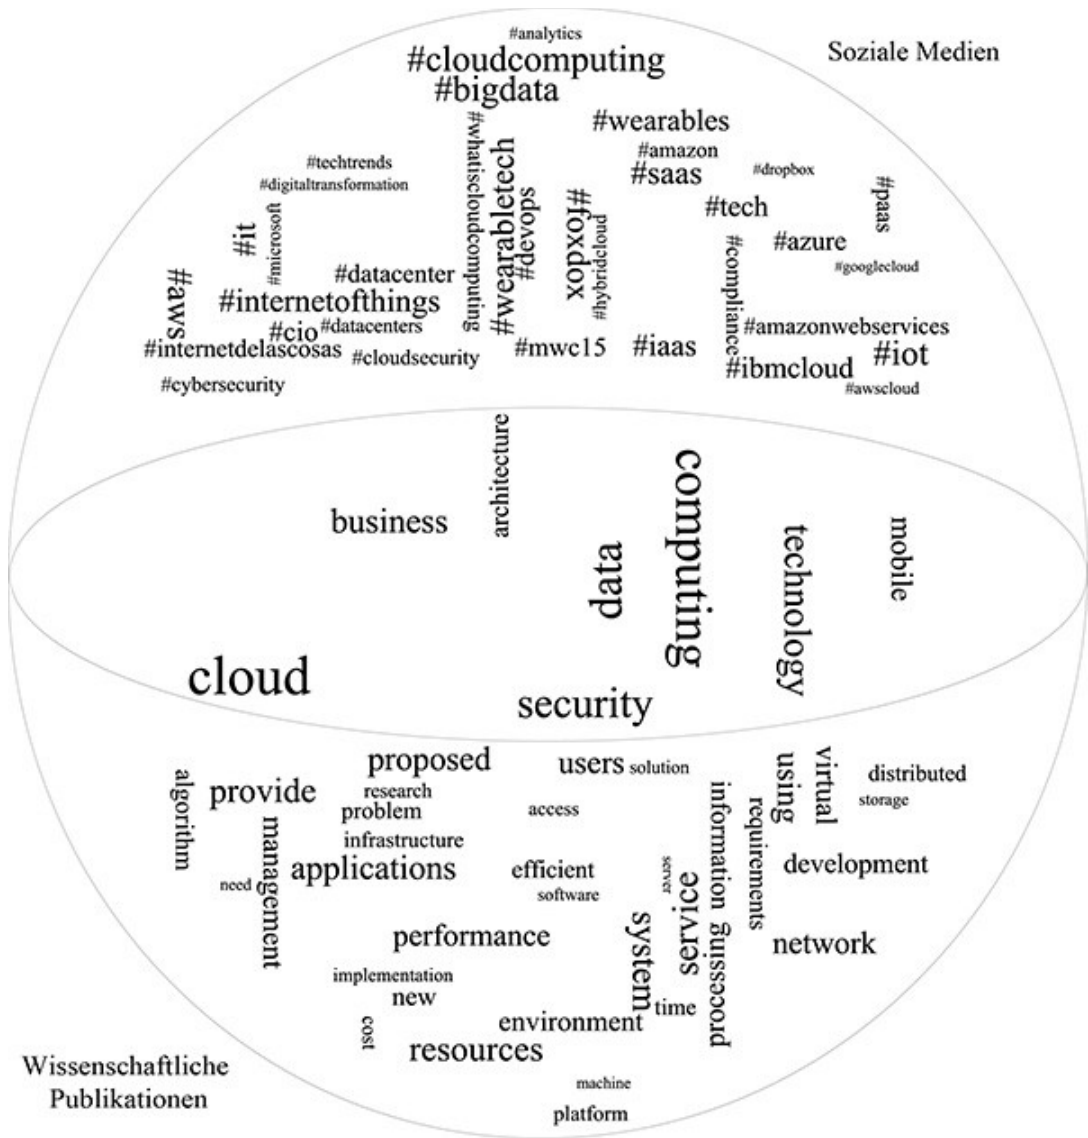 #analytics
Soziale Medien
#cloudcomputing
#bigdata
#wearables
#whatiscloudcomputing
#wearabletech
#amazon
#techtrends
#saas
#dropbox
#digitaltransformation
#paas
#devops
#foxdox
#tech
#microsoft
#it
#hybridcloud
#azure
#compliance
#googlecloud
#datacenter
#aws
#internetofthings
#cio
#datacenters
#amazonwebservices
#internetdelascosas
#cloudsecurity
#mwc15
#iaas
#iot
#ibmcloud
#cybersecurity
#awscloud
architecture
computing
business
mobile
technology
data
cloud
security
proposed
users
solution
using
virtual
distributed
algorithm
provide
research
storage
problem
access
information
requirements
management
infrastructure
applications
efficient
server
development
need
software
service
system
performance
processing
network
implementation
new
time
cost
environment
resources
Wissenschaftliche
Publikationen
machine
platform